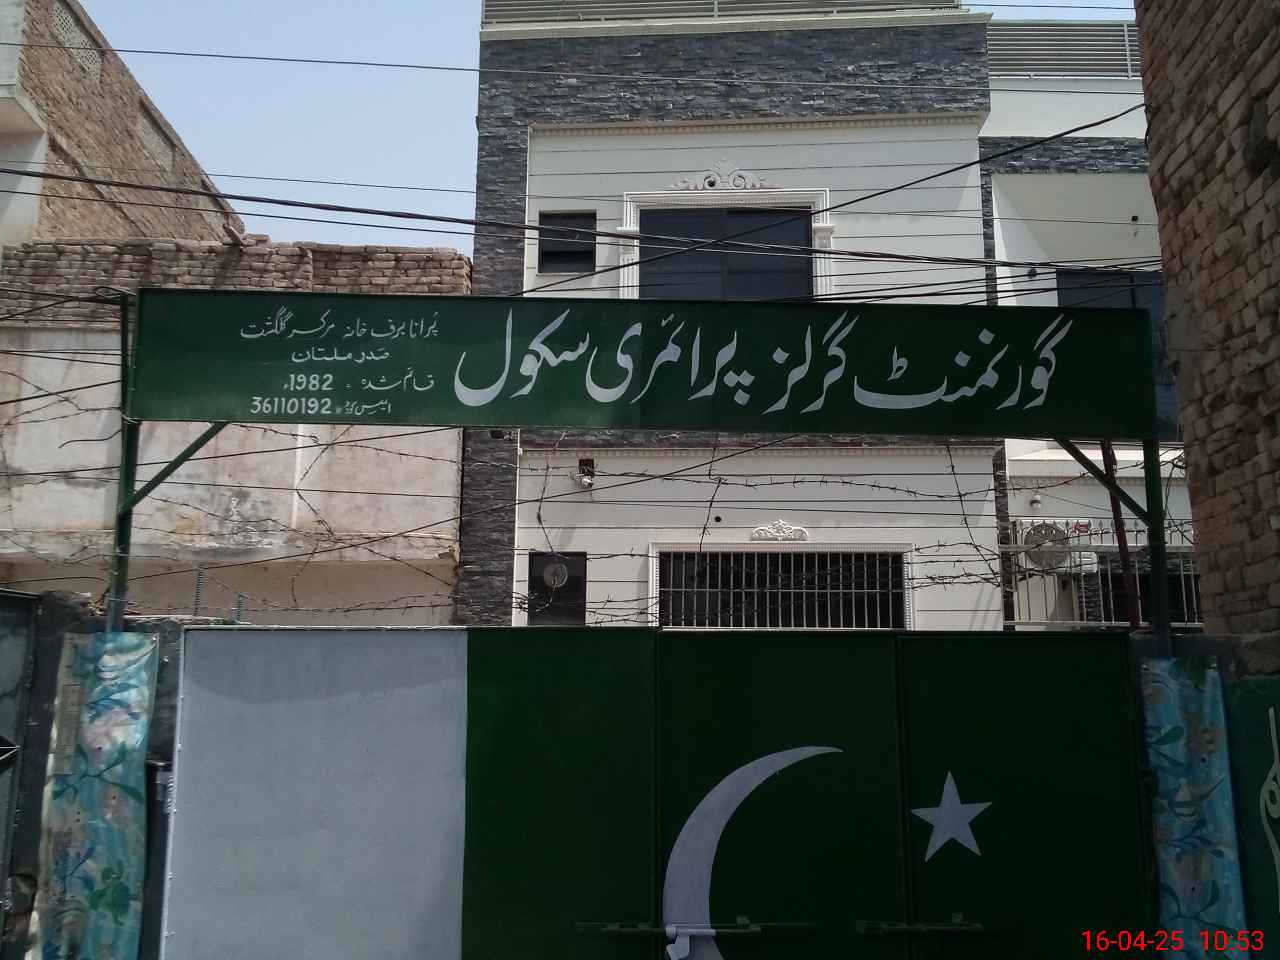 گورنمنٹ گرلز پرائمری سکول
پُرانا برف خانہ مرکز گلگشت
صدر ملتان
قائم شدہ 1982ء
ایمس کوڈ 36110192
16-04-25 10:53